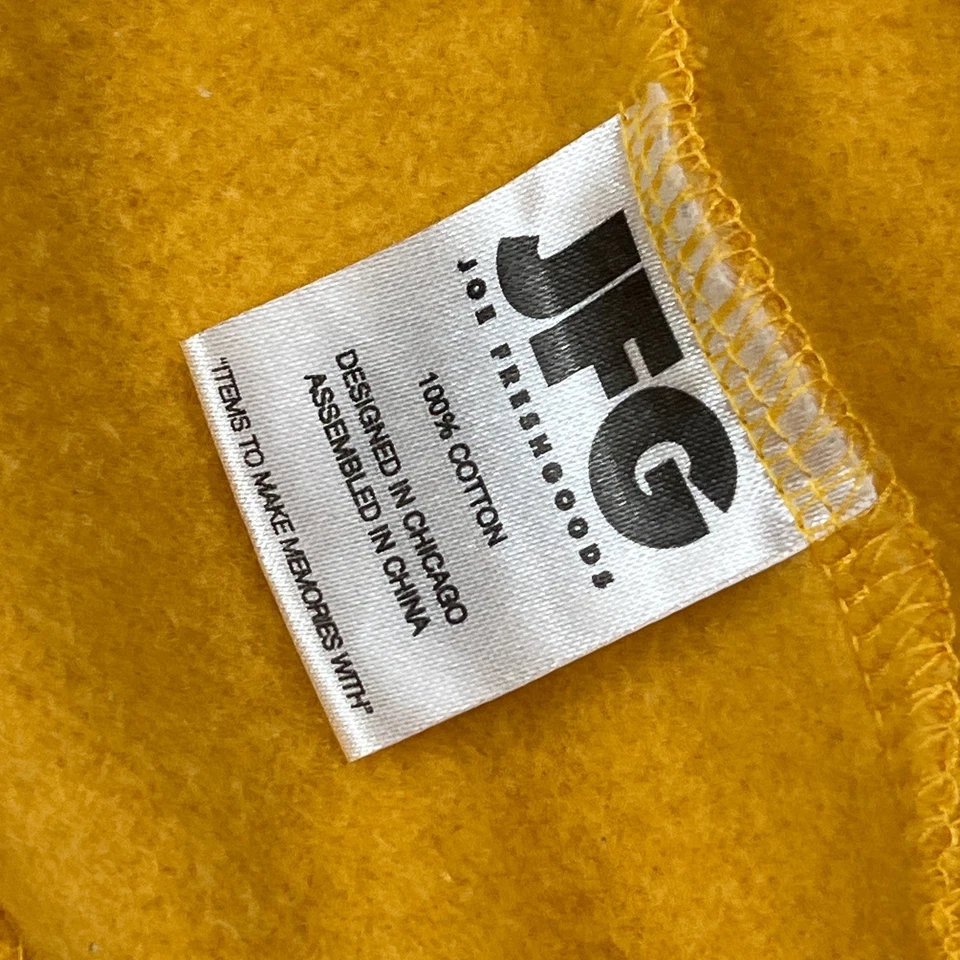 JFG
JOE FRESHGOODS
100% COTTON
DESIGNED IN CHICAGO
ASSEMBLED IN CHINA
"ITEMS TO MAKE MEMORIES WITH"